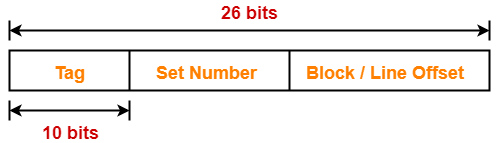 26 bits
Tag Set Number Block / Line Offset
10 bits